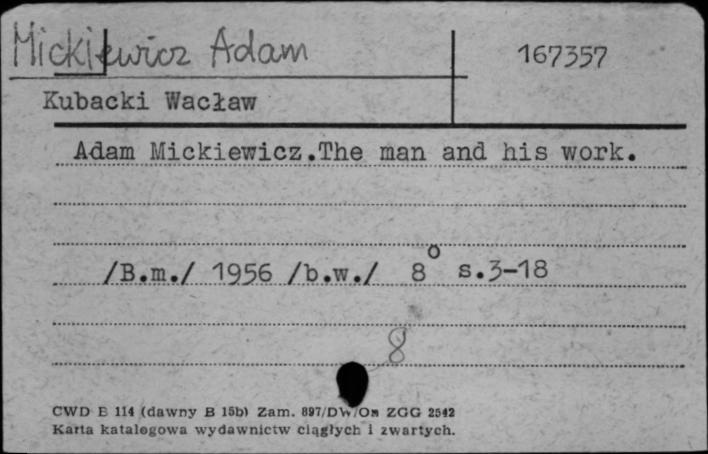 Mickiewicz Adam
167357
Kubacki Wacław
Adam Mickiewicz.The man and his work.
/B.m./ 1956 /b.w./ 8° s.3-18
8
CWD B 114 (dawny B 15b) Zam. 897/DW/Om ZGG 2542
Karta katalogowa wydawnictw ciągłych i zwartych.